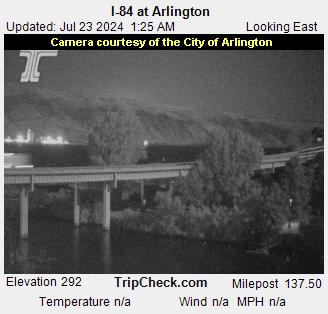 I-84 at Arlington
Updated: Jul 23 2024 1:25 AM Looking East
Camera courtesy of the City of Arlington
Elevation 292 TripCheck.com Milepost 137.50
Temperature n/a Wind n/a MPH n/a